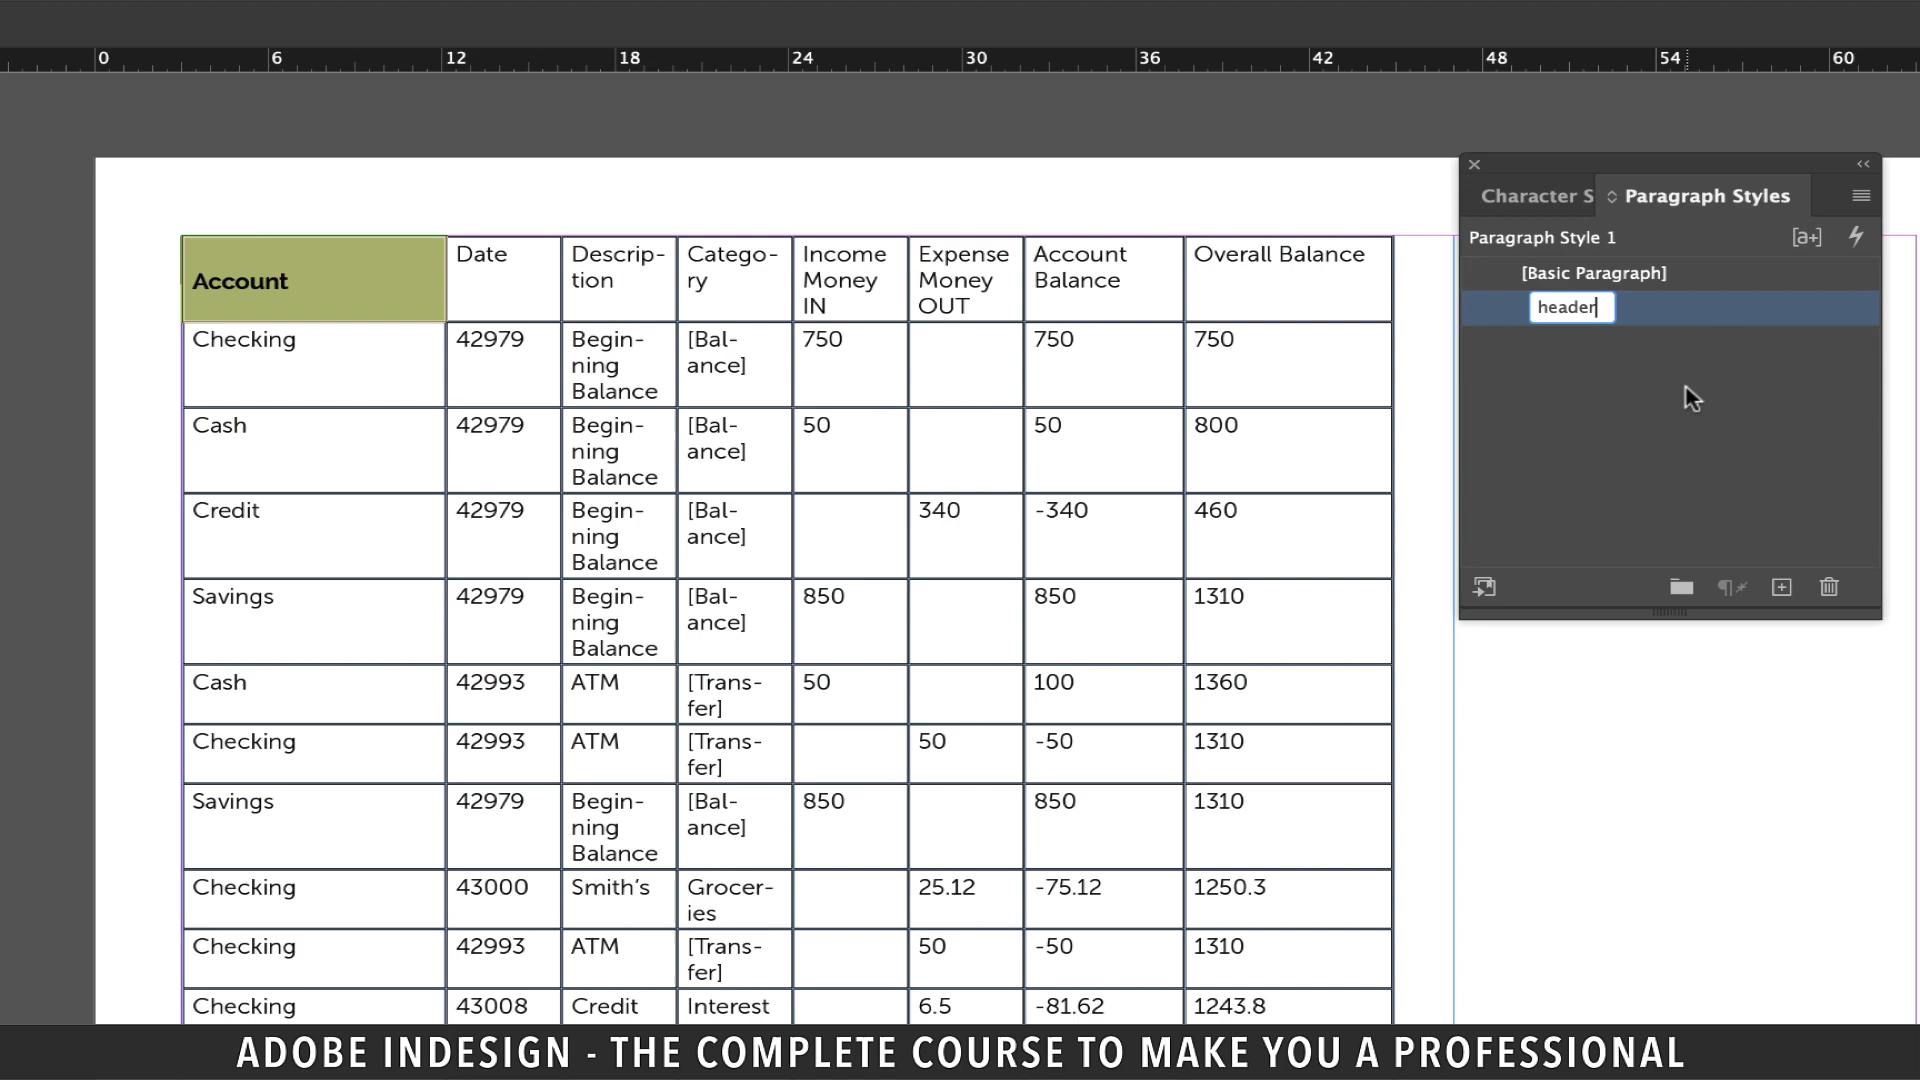 0 6 12 18 24 30 36 42 48 54 60
Character S Paragraph Styles
Paragraph Style 1 [a+]
[Basic Paragraph]
header
Account Date Descrip- Catego- Income Expense Account Overall Balance
tion ry Money Money Balance
IN OUT
Checking 42979 Begin- [Bal- 750 750 750
ning ance]
Balance
Cash 42979 Begin- [Bal- 50 50 800
ning ance]
Balance
Credit 42979 Begin- [Bal- 340 -340 460
ning ance]
Balance
Savings 42979 Begin- [Bal- 850 850 1310
ning ance]
Balance
Cash 42993 ATM [Trans- 50 100 1360
fer]
Checking 42993 ATM [Trans- 50 -50 1310
fer]
Savings 42979 Begin- [Bal- 850 850 1310
ning ance]
Balance
Checking 43000 Smith’s Grocer- 25.12 -75.12 1250.3
ies
Checking 42993 ATM [Trans- 50 -50 1310
fer]
Checking 43008 Credit Interest 6.5 -81.62 1243.8
ADOBE INDESIGN - THE COMPLETE COURSE TO MAKE YOU A PROFESSIONAL